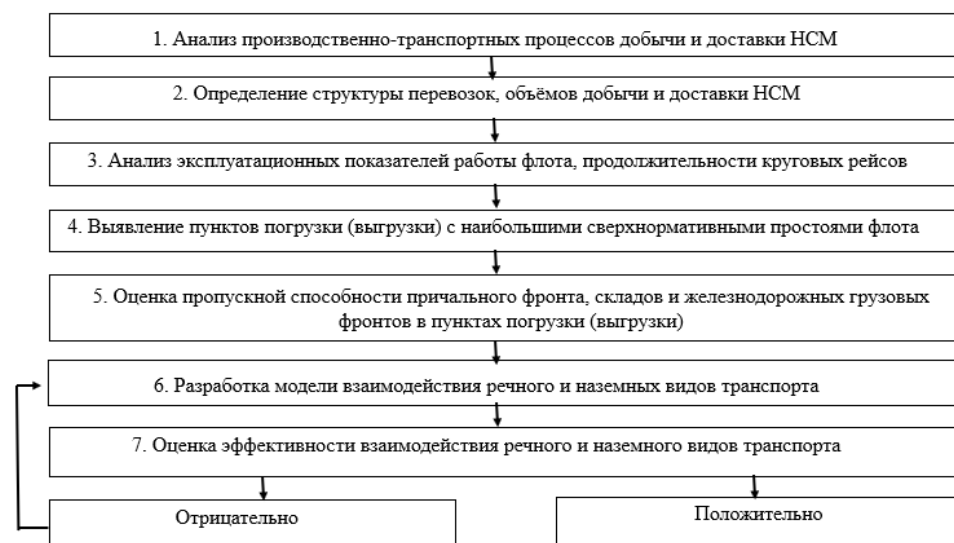 1. Анализ производственно-транспортных процессов добычи и доставки НСМ
2. Определение структуры перевозок, объёмов добычи и доставки НСМ
3. Анализ эксплуатационных показателей работы флота, продолжительности круговых рейсов
4. Выявление пунктов погрузки (выгрузки) с наибольшими сверхнормативными простоями флота
5. Оценка пропускной способности причального фронта, складов и железнодорожных грузовых
фронтов в пунктах погрузки (выгрузки)
6. Разработка модели взаимодействия речного и наземных видов транспорта
7. Оценка эффективности взаимодействия речного и наземного видов транспорта
Отрицательно
Положительно